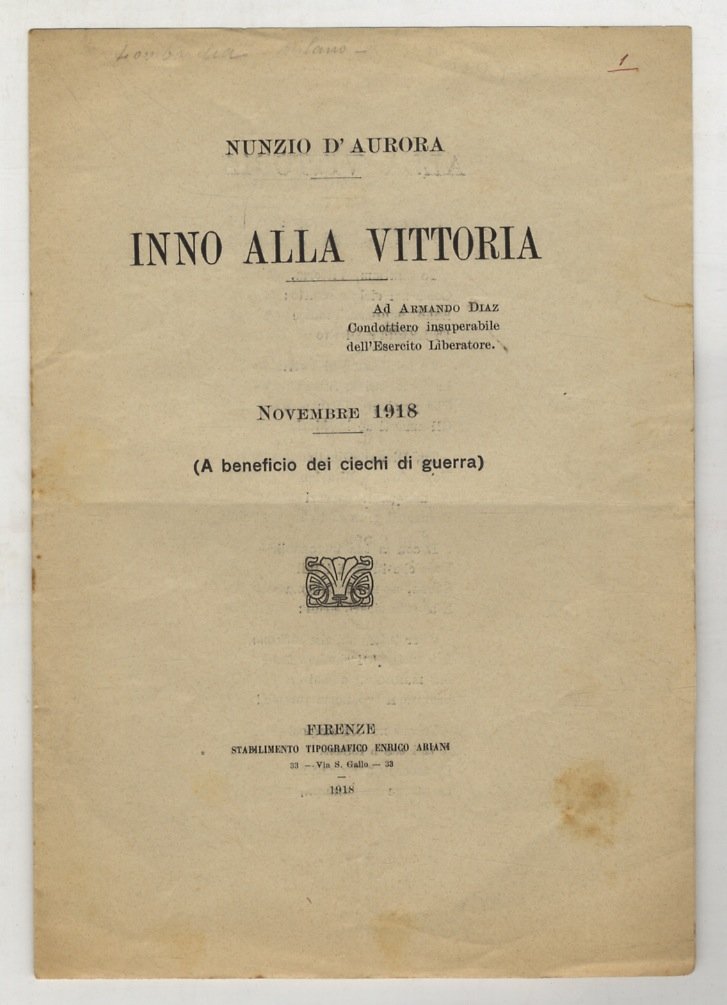 1
NUNZIO D'AURORA
INNO ALLA VITTORIA
Ad ARMANDO DIAZ
Condottiero insuperabile
dell'Esercito Liberatore.
NOVEMBRE 1918
(A beneficio dei ciechi di guerra)
FIRENZE
STABILIMENTO TIPOGRAFICO ENRICO ARIANI
33 — Via S. Gallo — 33
1918